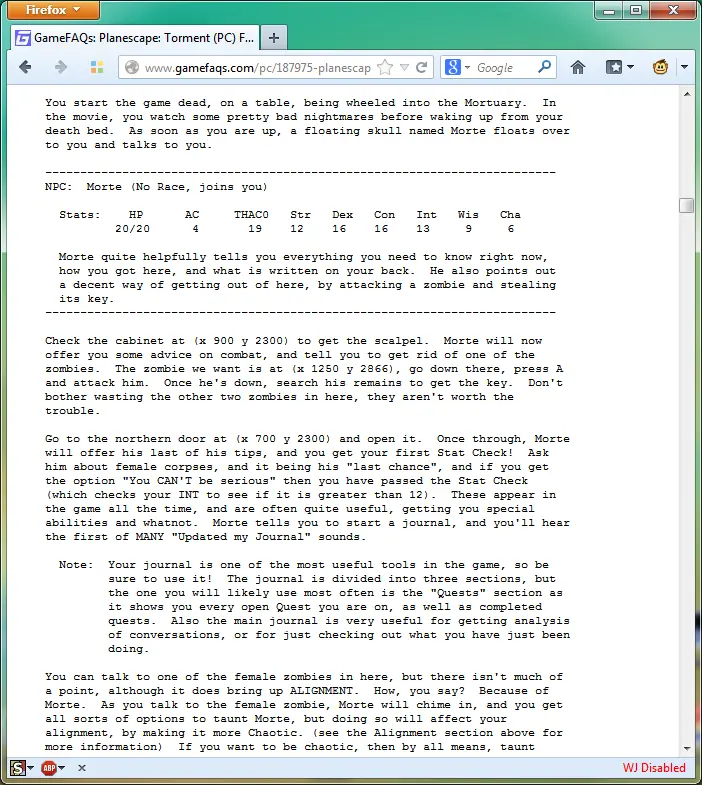 Firefox
GameFAQs: Planescape: Torment (PC) F...
www.gamefaqs.com/pc/187975-planescap
Google
You start the game dead, on a table, being wheeled into the Mortuary.  In
the movie, you watch some pretty bad nightmares before waking up from your
death bed.  As soon as you are up, a floating skull named Morte floats over
to you and talks to you.
-------------------------------------------------------------------------
NPC:  Morte (No Race, joins you)
Stats:    HP      AC     THAC0   Str   Dex   Con   Int   Wis   Cha
20/20      4       19    12    16    16    13     9     6
Morte quite helpfully tells you everything you need to know right now,
how you got here, and what is written on your back.  He also points out
a decent way of getting out of here, by attacking a zombie and stealing
its key.
-------------------------------------------------------------------------
Check the cabinet at (x 900 y 2300) to get the scalpel.  Morte will now
offer you some advice on combat, and tell you to get rid of one of the
zombies.  The zombie we want is at (x 1250 y 2866), go down there, press A
and attack him.  Once he's down, search his remains to get the key.  Don't
bother wasting the other two zombies in here, they aren't worth the
trouble.
Go to the northern door at (x 700 y 2300) and open it.  Once through, Morte
will offer his last of his tips, and you get your first Stat Check!  Ask
him about female corpses, and it being his "last chance", and if you get
the option "You CAN'T be serious" then you have passed the Stat Check
(which checks your INT to see if it is greater than 12).  These appear in
the game all the time, and are often quite useful, getting you special
abilities and whatnot.  Morte tells you to start a journal, and you'll hear
the first of MANY "Updated my Journal" sounds.
Note:  Your journal is one of the most useful tools in the game, so be
sure to use it!  The journal is divided into three sections, but
the one you will likely use most often is the "Quests" section as
it shows you every open Quest you are on, as well as completed
quests.  Also the main journal is very useful for getting analysis
of conversations, or for just checking out what you have just been
doing.
You can talk to one of the female zombies in here, but there isn't much of
a point, although it does bring up ALIGNMENT.  How, you say?  Because of
Morte.  As you talk to the female zombie, Morte will chime in, and you get
all sorts of options to taunt Morte, but doing so will affect your
alignment, by making it more Chaotic. (see the Alignment section above for
more information)  If you want to be chaotic, then by all means, taunt
S
ABP
WJ Disabled